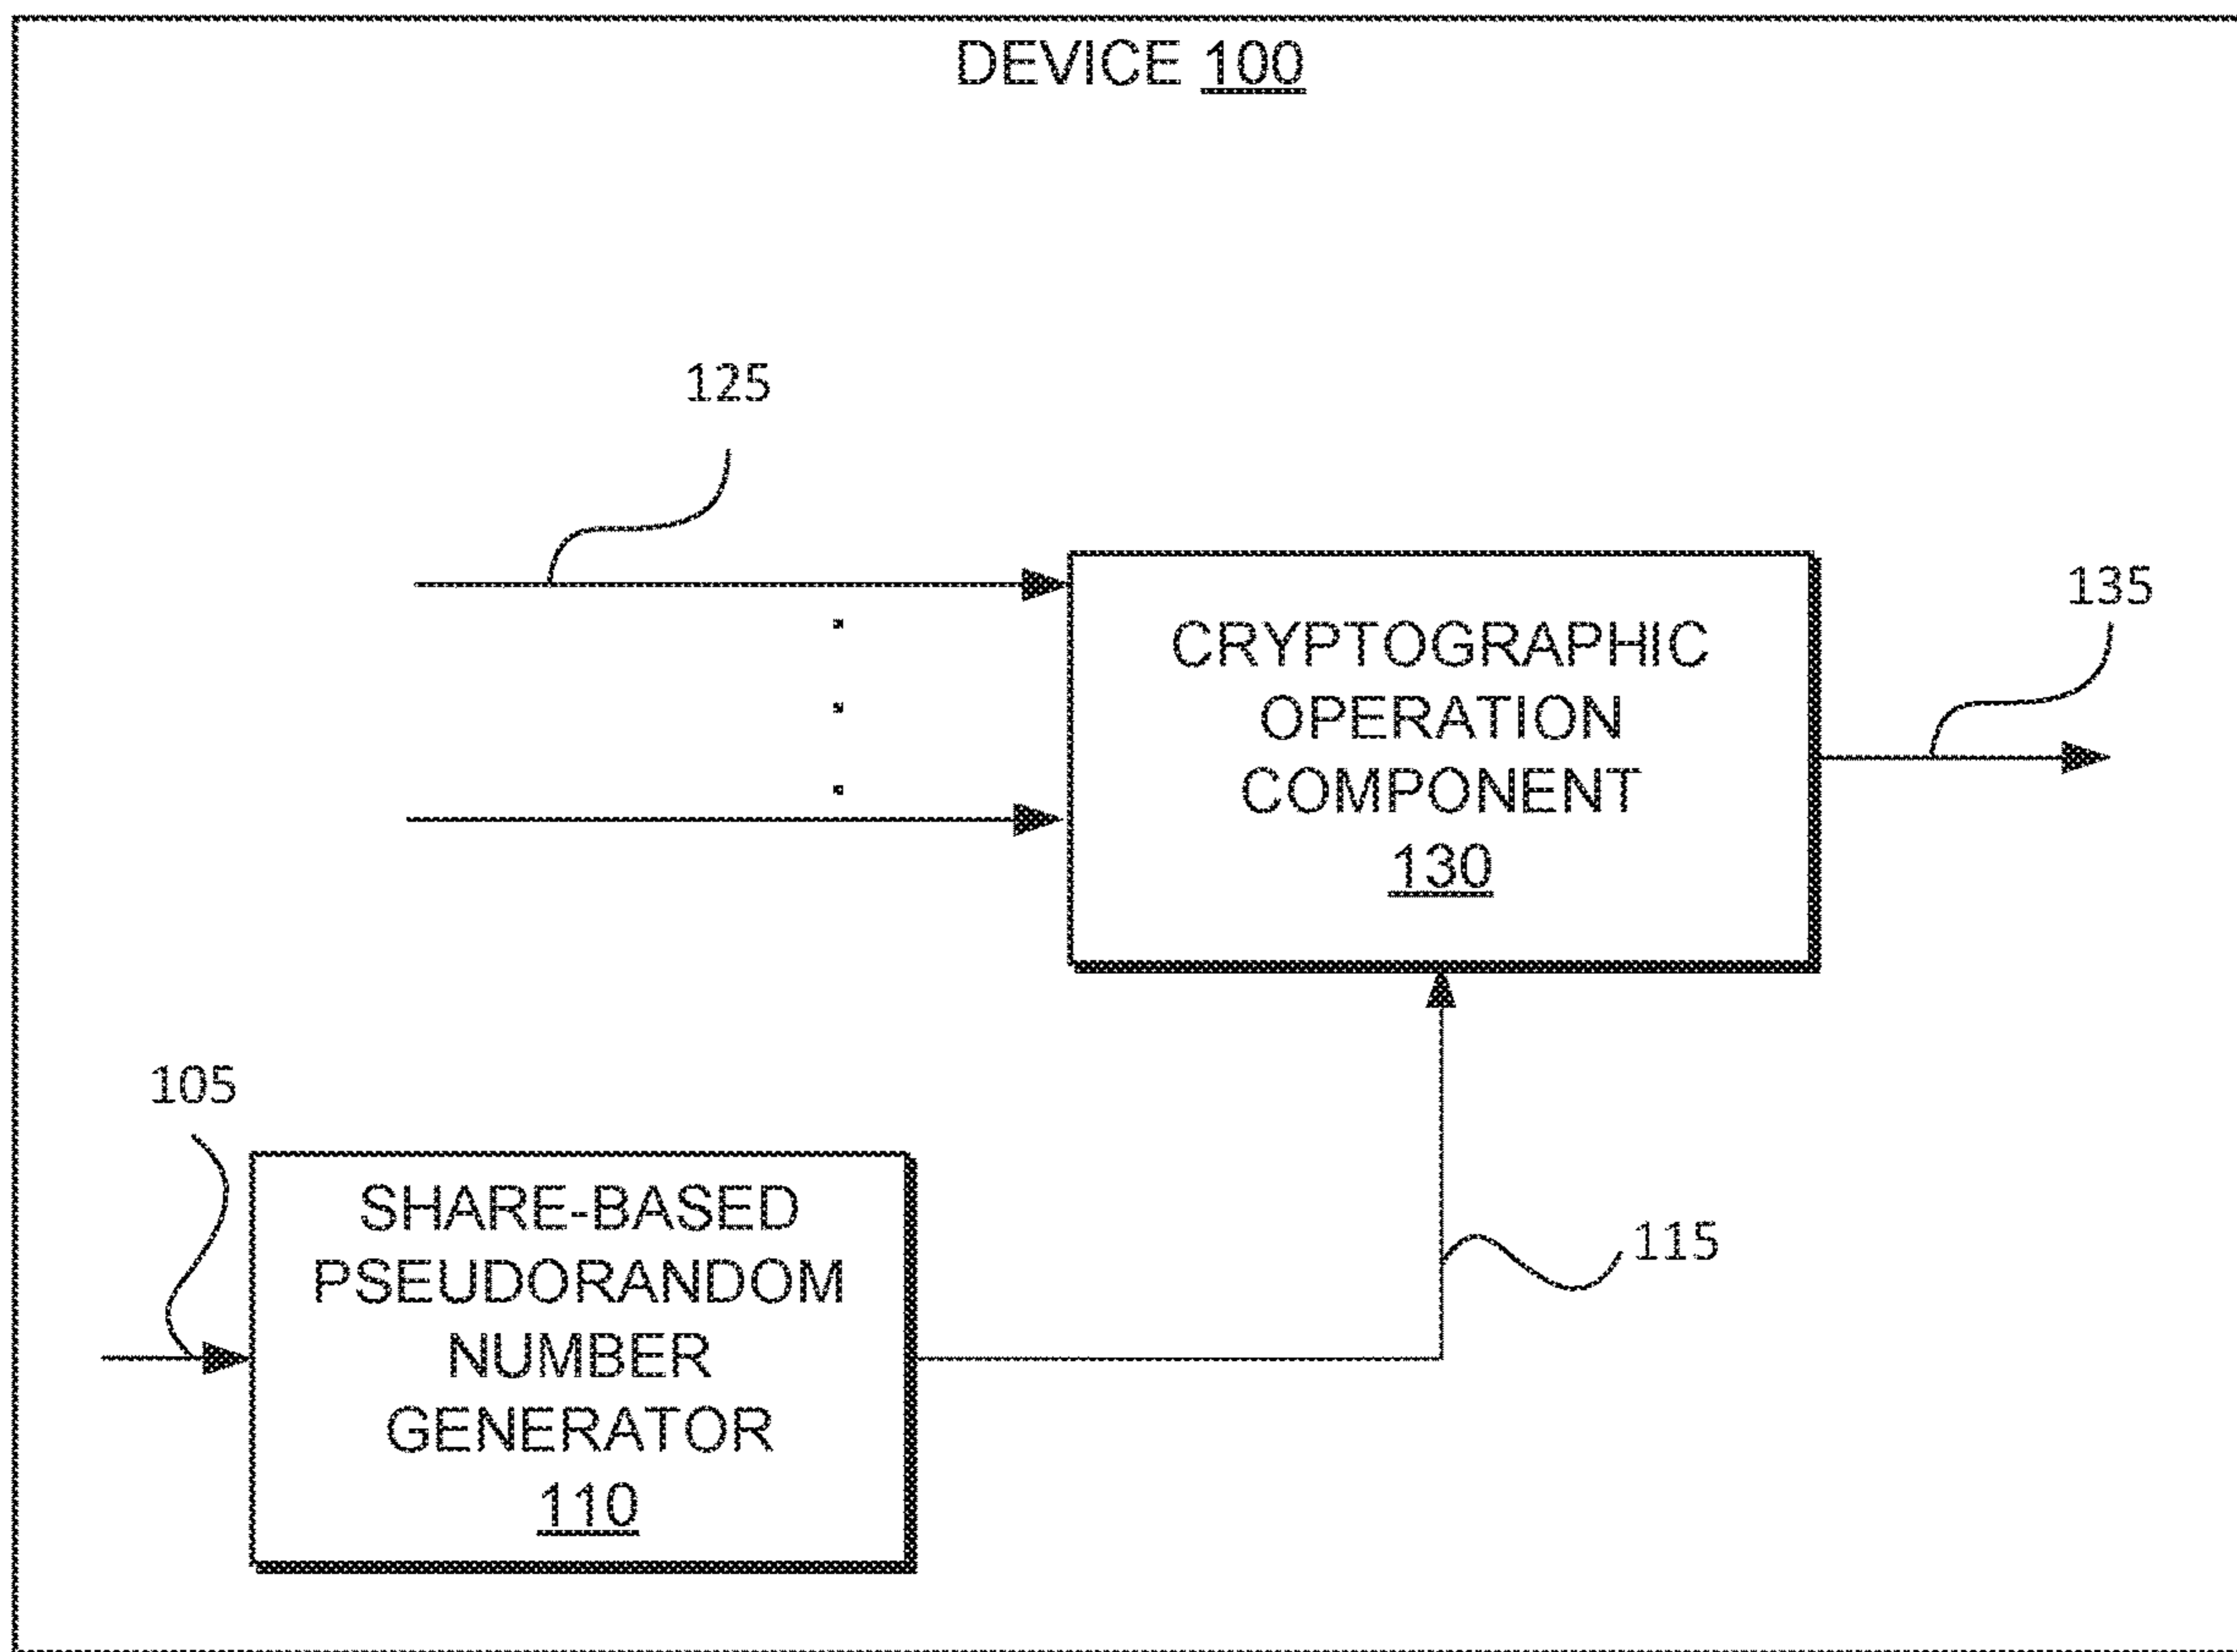 DEVICE 100
125
135
CRYPTOGRAPHIC
OPERATION
COMPONENT
130
105
115
SHARE-BASED
PSEUDORANDOM
NUMBER
GENERATOR
110